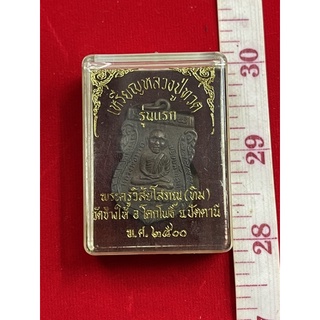 เหรียญหลวงปู่ทวด
รุ่นแรก
พระครูวิสัยโสภณ (ทิม)
วัดช้างให้ อ.โคกโพธิ์ จ.ปัตตานี
พ.ศ. ๒๕๐๐
30
29
28